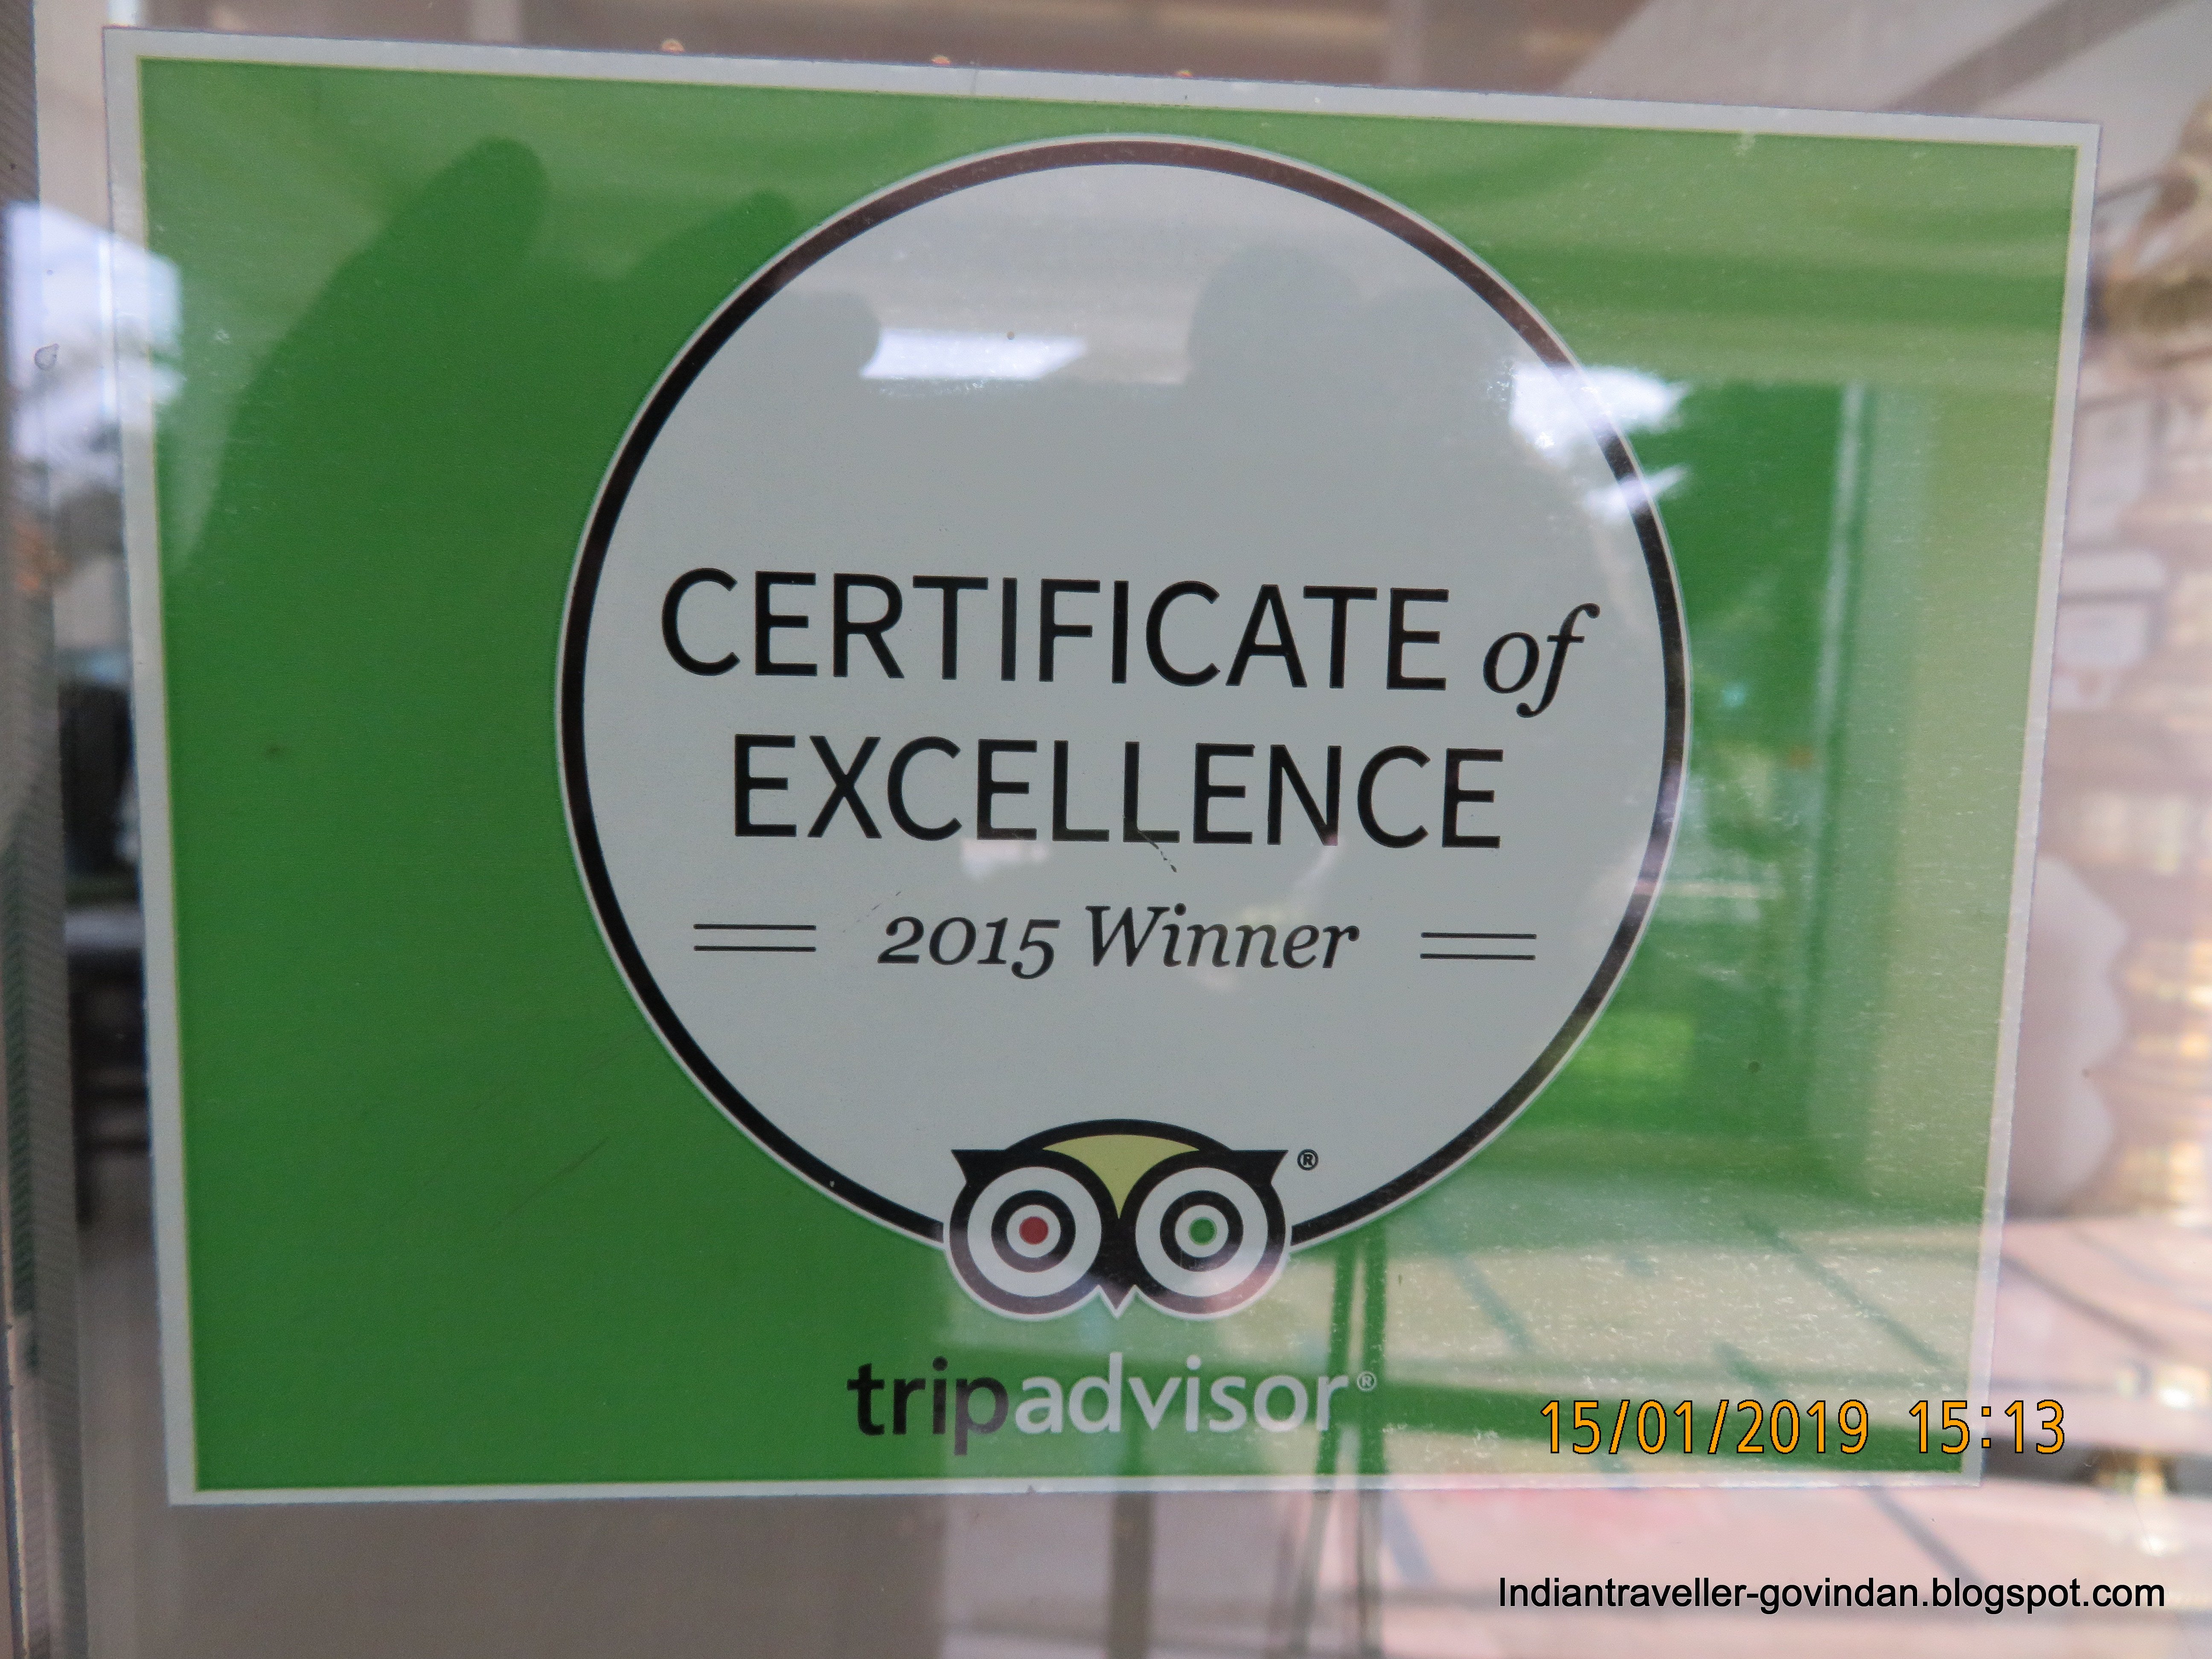 CERTIFICATE of
EXCELLENCE
2015 Winner
®
tripadvisor®
15/01/2019 15:13
Indiantraveller-govindan.blogspot.com